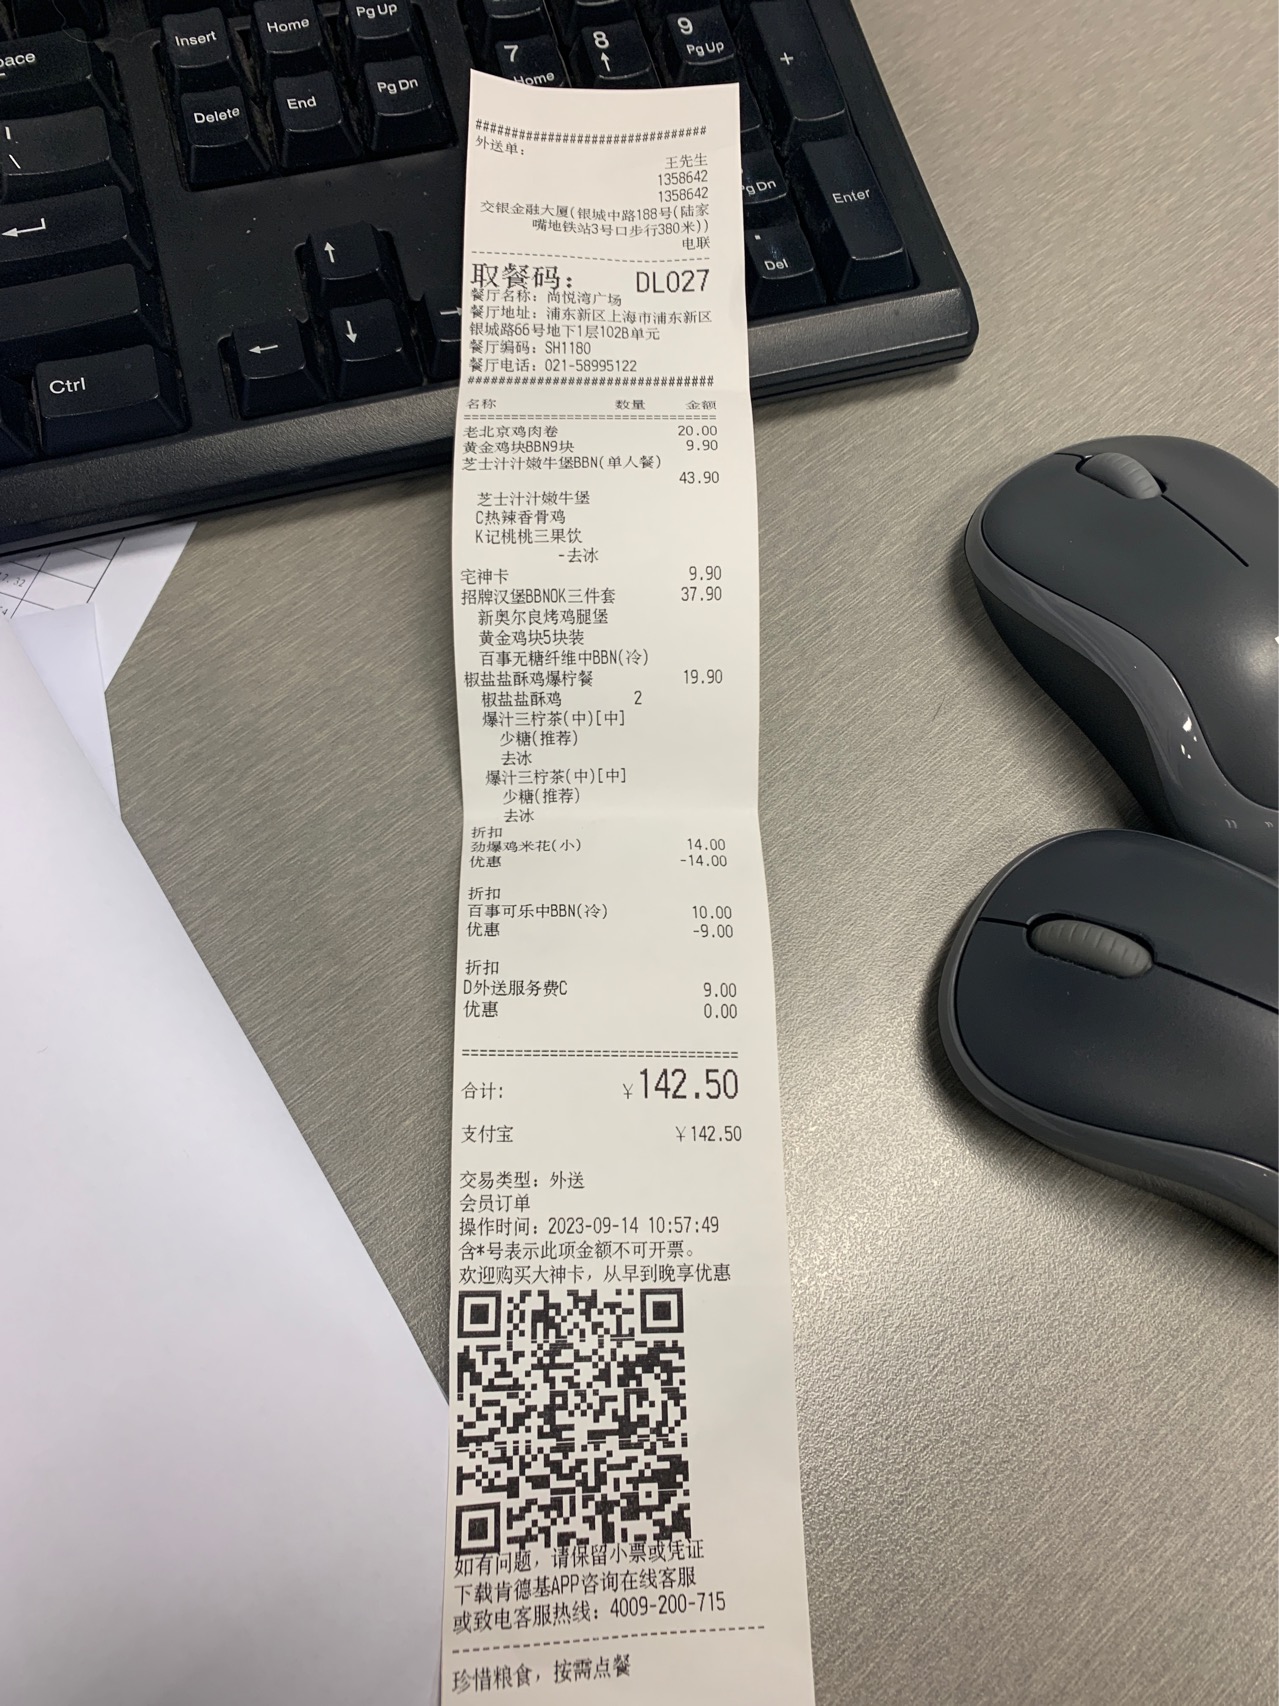 Insert
Home
Pg Up
7
Home
8
↑
9
Pg Up
+
ace
Delete
End
Pg Dn
\
Pg Dn
Enter
Del
↑
←
↓
→
Ctrl
##############################
外送单:
王先生
1358642
1358642
交银金融大厦(银城中路188号(陆家
嘴地铁站3号口步行380米))
电联
取餐码: DL027
餐厅名称: 尚悦湾广场
餐厅地址: 浦东新区上海市浦东新区
银城路66号地下1层102B单元
餐厅编码: SH1180
餐厅电话: 021-58995122
##############################
名称 数量 金额
==============================
老北京鸡肉卷 20.00
黄金鸡块BBN9块 9.90
芝士汁汁嫩牛堡BBN(单人餐)
43.90
芝士汁汁嫩牛堡
C热辣香骨鸡
K记桃桃三果饮
-去冰
宅神卡 9.90
招牌汉堡BBNOK三件套 37.90
新奥尔良烤鸡腿堡
黄金鸡块5块装
百事无糖纤维中BBN(冷)
椒盐盐酥鸡爆柠餐 19.90
椒盐盐酥鸡 2
爆汁三柠茶(中)[中]
少糖(推荐)
去冰
爆汁三柠茶(中)[中]
少糖(推荐)
去冰
折扣
劲爆鸡米花(小) 14.00
优惠 -14.00
折扣
百事可乐中BBN(冷) 10.00
优惠 -9.00
折扣
D外送服务费C 9.00
优惠 0.00
==============================
合计: ¥142.50
支付宝 ¥142.50
交易类型: 外送
会员订单
操作时间: 2023-09-14 10:57:49
含*号表示此项金额不可开票。
欢迎购买大神卡, 从早到晚享优惠
如有问题, 请保留小票或凭证
下载肯德基APP咨询在线客服
或致电客服热线: 4009-200-715
珍惜粮食, 按需点餐